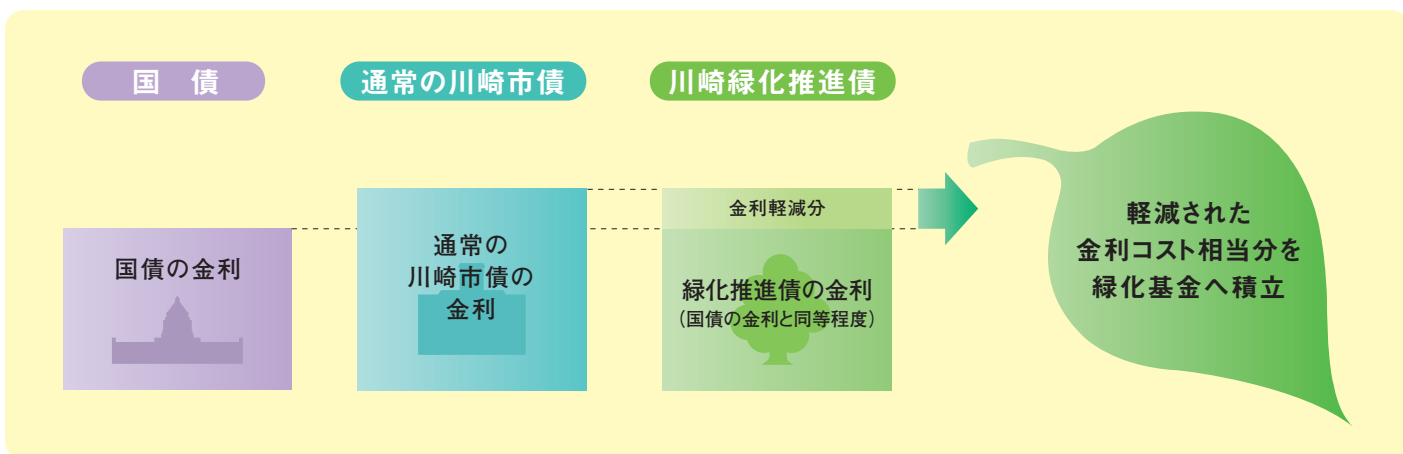 国　債
通常の川崎市債
川崎緑化推進債
国債の金利
通常の
川崎市債の
金利
金利軽減分
緑化推進債の金利
（国債の金利と同等程度）
軽減された
金利コスト相当分を
緑化基金へ積立